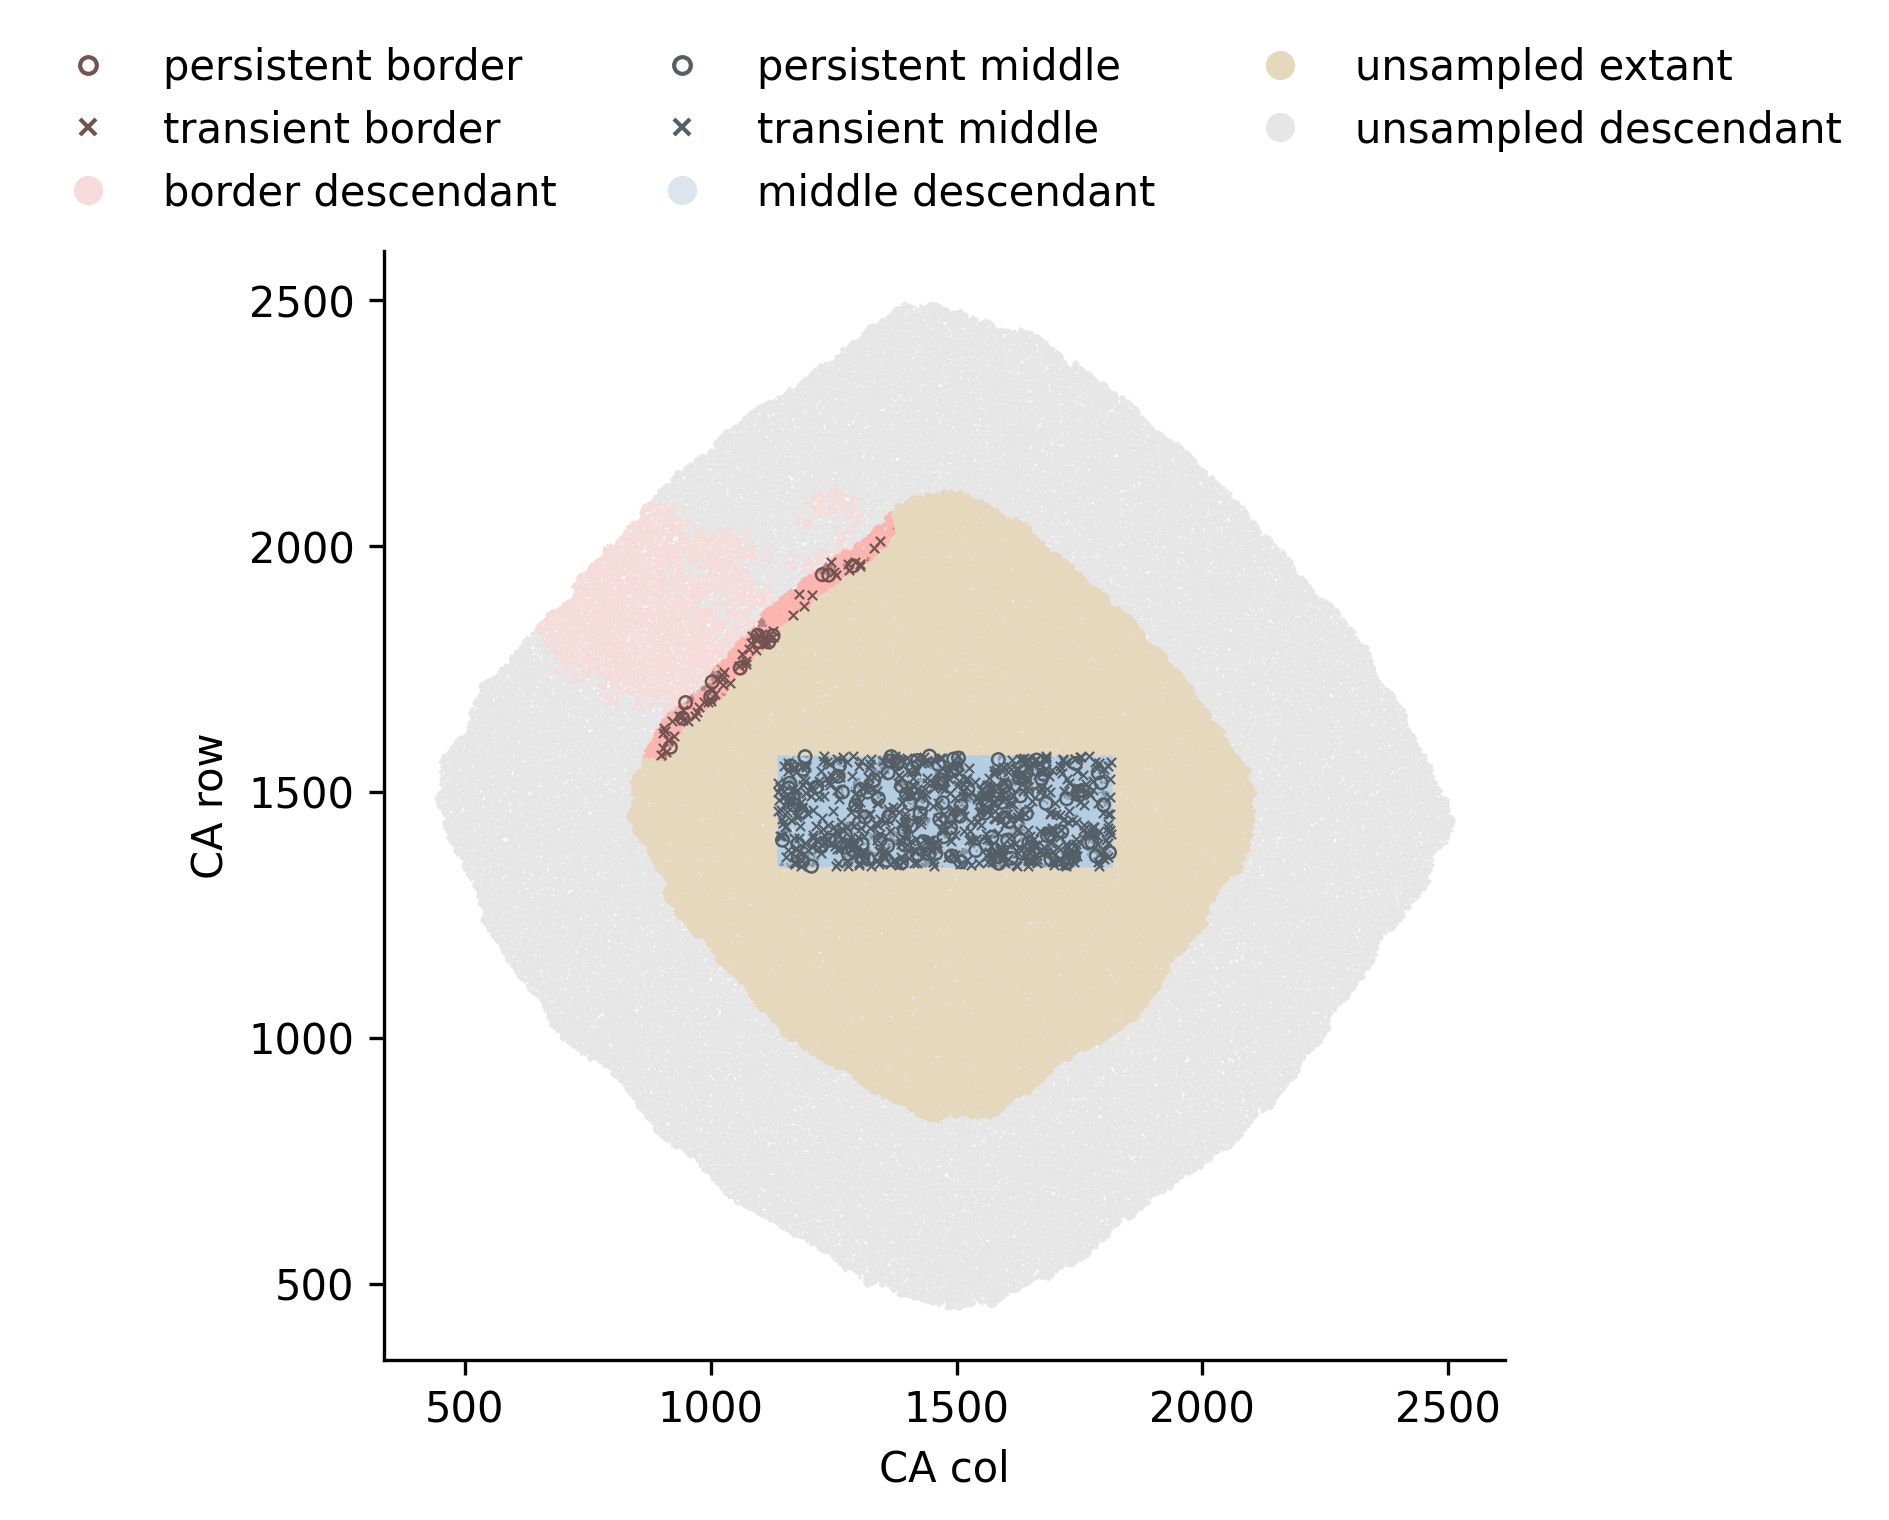 persistent border
transient border
border descendant
persistent middle
transient middle
middle descendant
unsampled extant
unsampled descendant
CA row
2500
2000
1500
1000
500
500 1000 1500 2000 2500
CA col